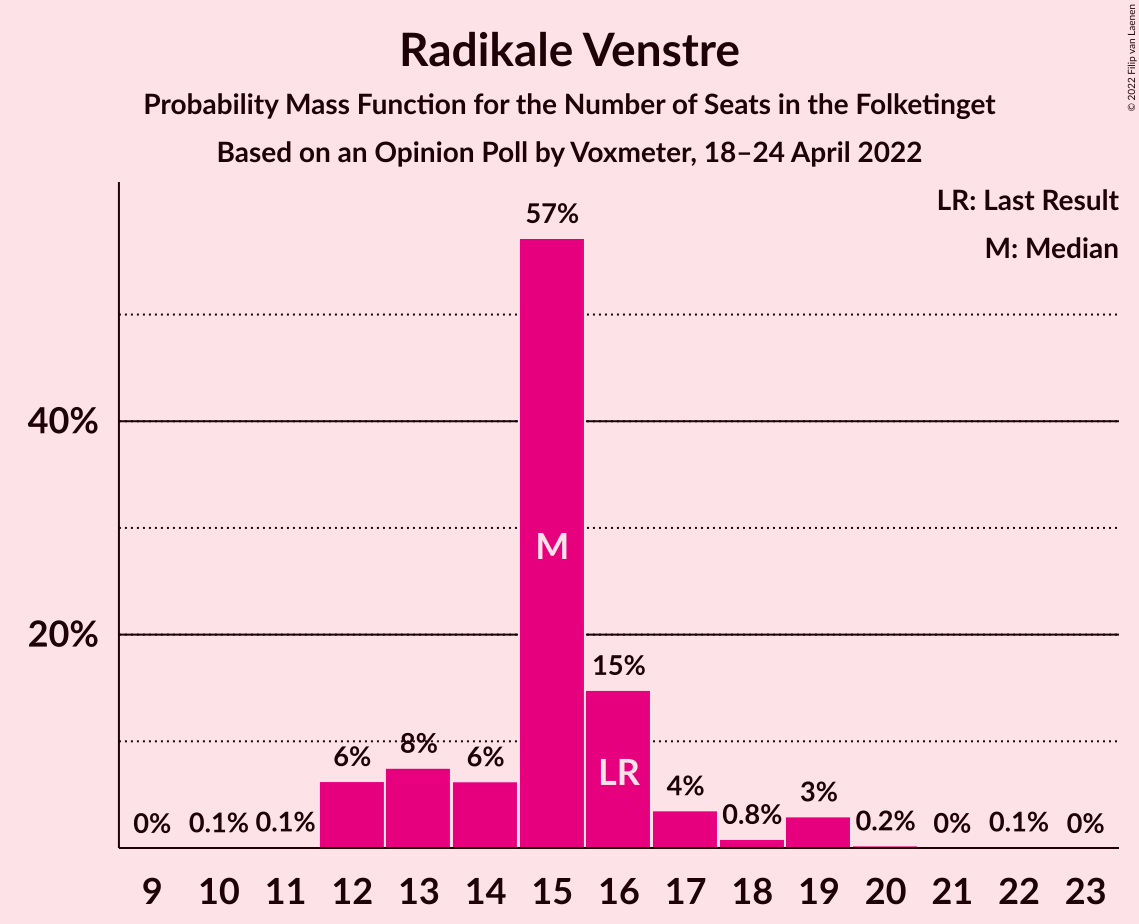 Radikale Venstre
Probability Mass Function for the Number of Seats in the Folketinget
Based on an Opinion Poll by Voxmeter, 18–24 April 2022
© 2022 Filip van Laenen
LR: Last Result
M: Median
57%
40%
M
20%
15%
6%
8%
6%
LR
4%
3%
0%
0.1%
0.1%
0.8%
0.2%
0%
0.1%
0%
9 10 11 12 13 14 15 16 17 18 19 20 21 22 23